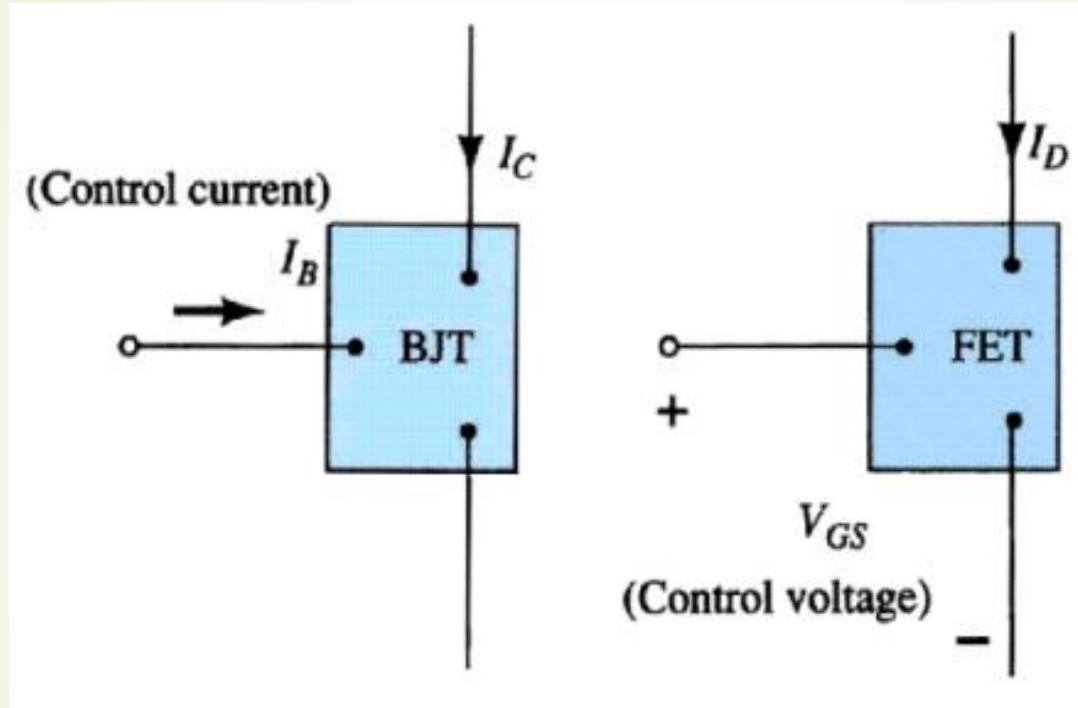 I_C
(Control current)
I_B
BJT
I_D
FET
+
V_GS
(Control voltage)
−